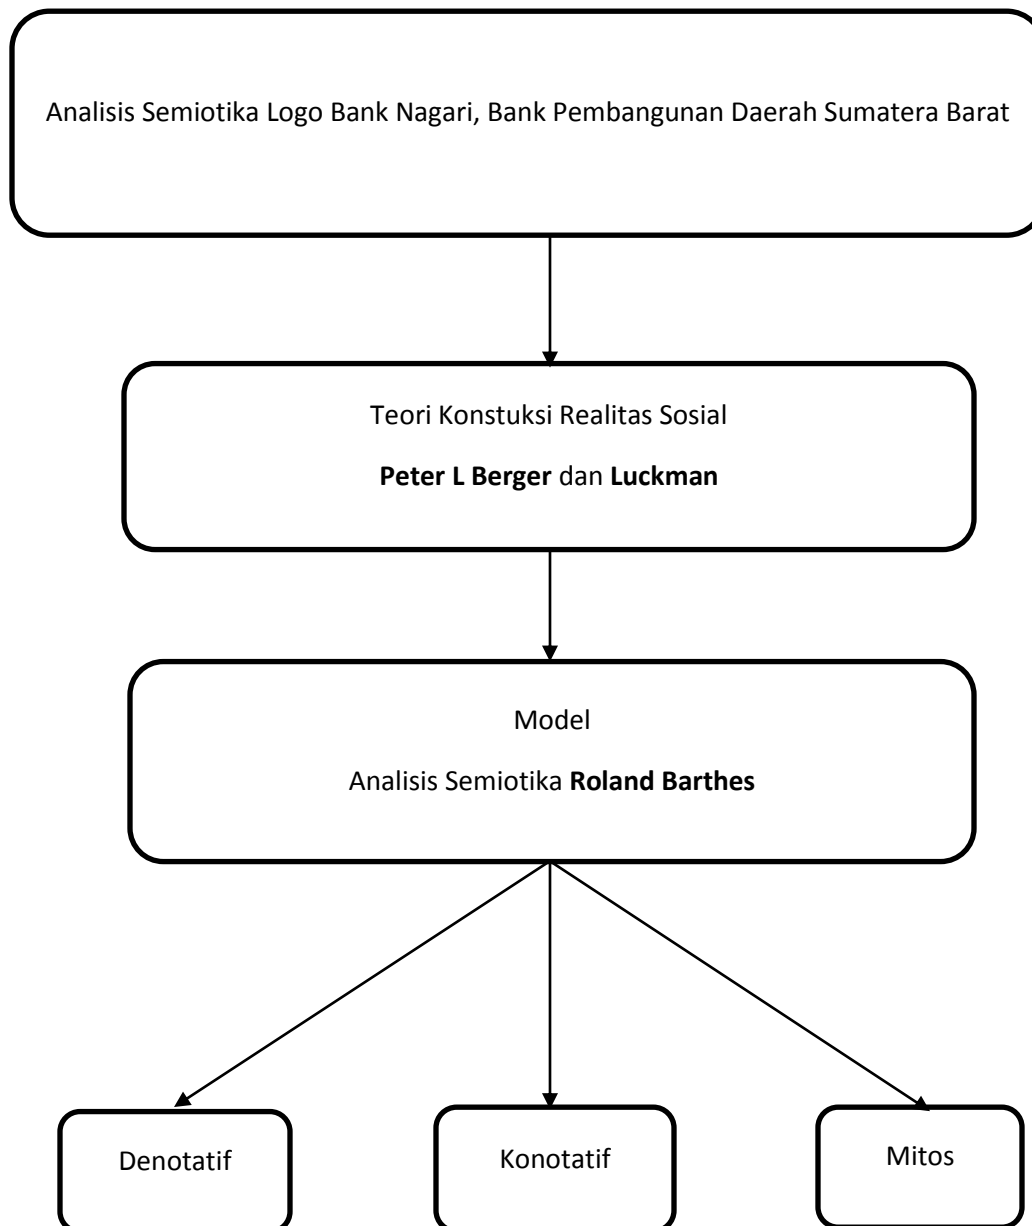 Analisis Semiotika Logo Bank Nagari, Bank Pembangunan Daerah Sumatera Barat
Teori Konstuksi Realitas Sosial
Peter L Berger dan Luckman
Model
Analisis Semiotika Roland Barthes
Denotatif
Konotatif
Mitos